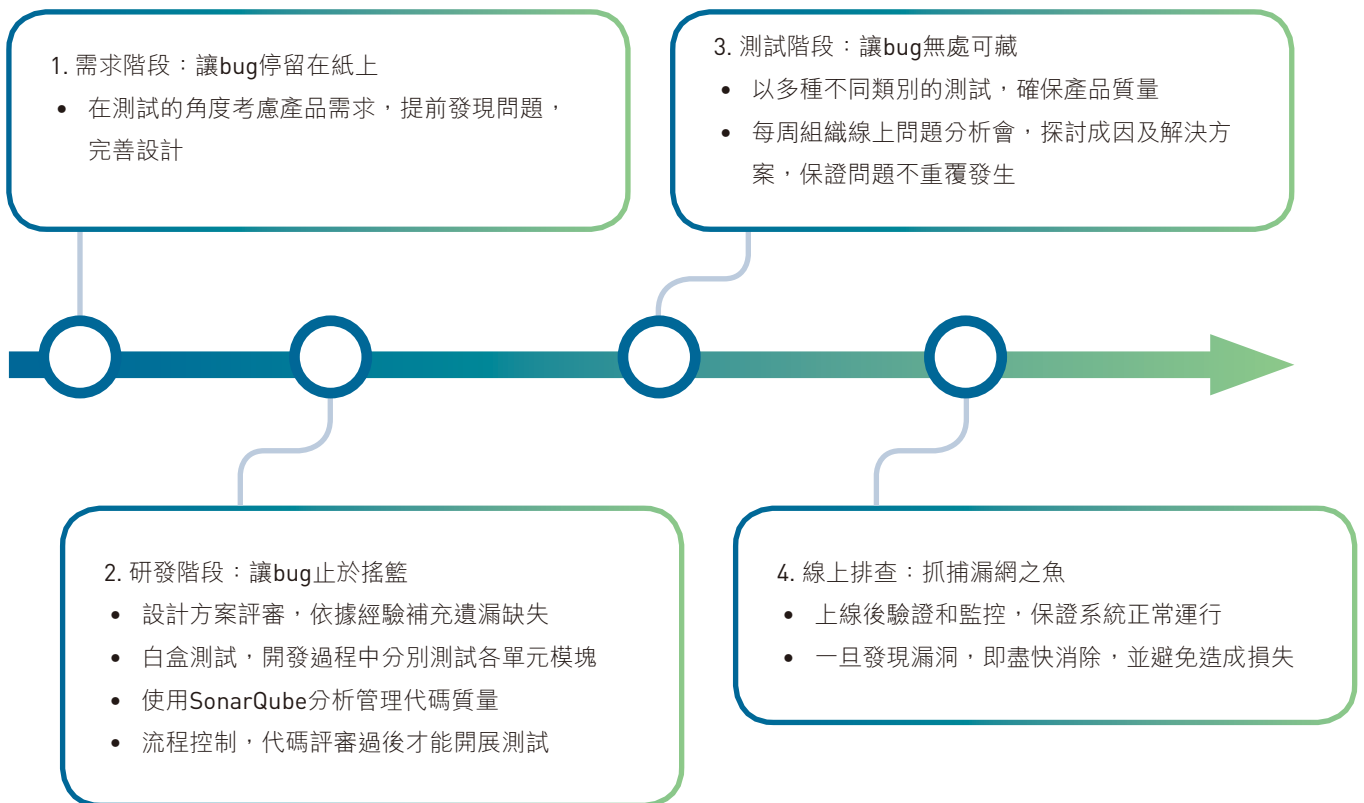 1. 需求階段：讓bug停留在紙上
• 在測試的角度考慮產品需求，提前發現問題，
完善設計
2. 研發階段：讓bug止於搖籃
• 設計方案評審，依據經驗補充遺漏缺失
• 白盒測試，開發過程中分別測試各單元模塊
• 使用SonarQube分析管理代碼質量
• 流程控制，代碼評審過後才能開展測試
3. 測試階段：讓bug無處可藏
• 以多種不同類別的測試，確保產品質量
• 每周組織線上問題分析會，探討成因及解決方
案，保證問題不重覆發生
4. 線上排查：抓捕漏網之魚
• 上線後驗證和監控，保證系統正常運行
• 一旦發現漏洞，即盡快消除，並避免造成損失